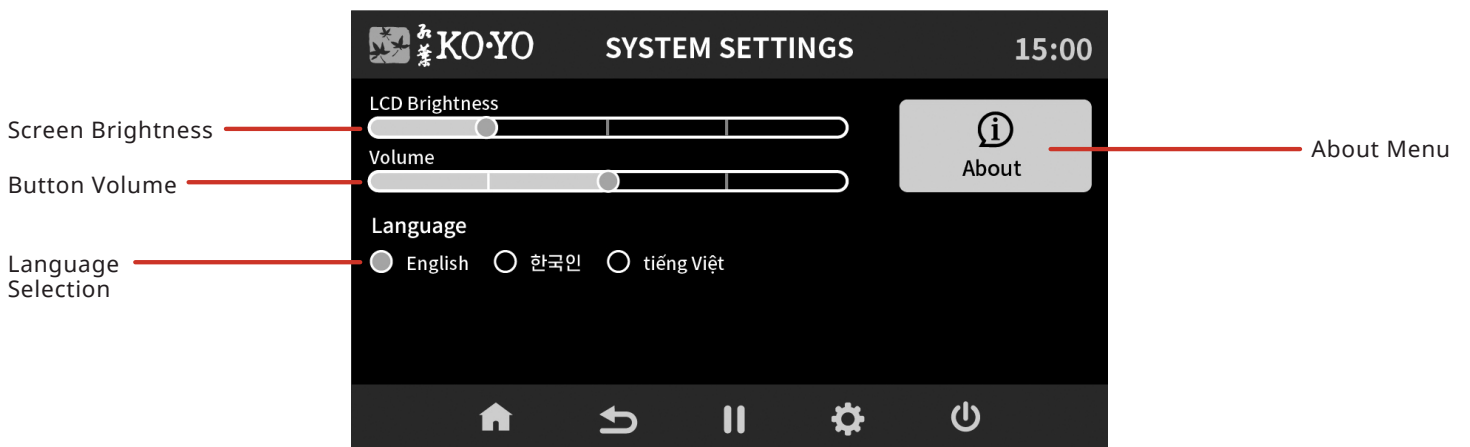 KO·YO
SYSTEM SETTINGS
15:00
LCD Brightness
Screen Brightness
Volume
Button Volume
About
About Menu
Language
Language
Selection
English 한국인 tiếng Việt